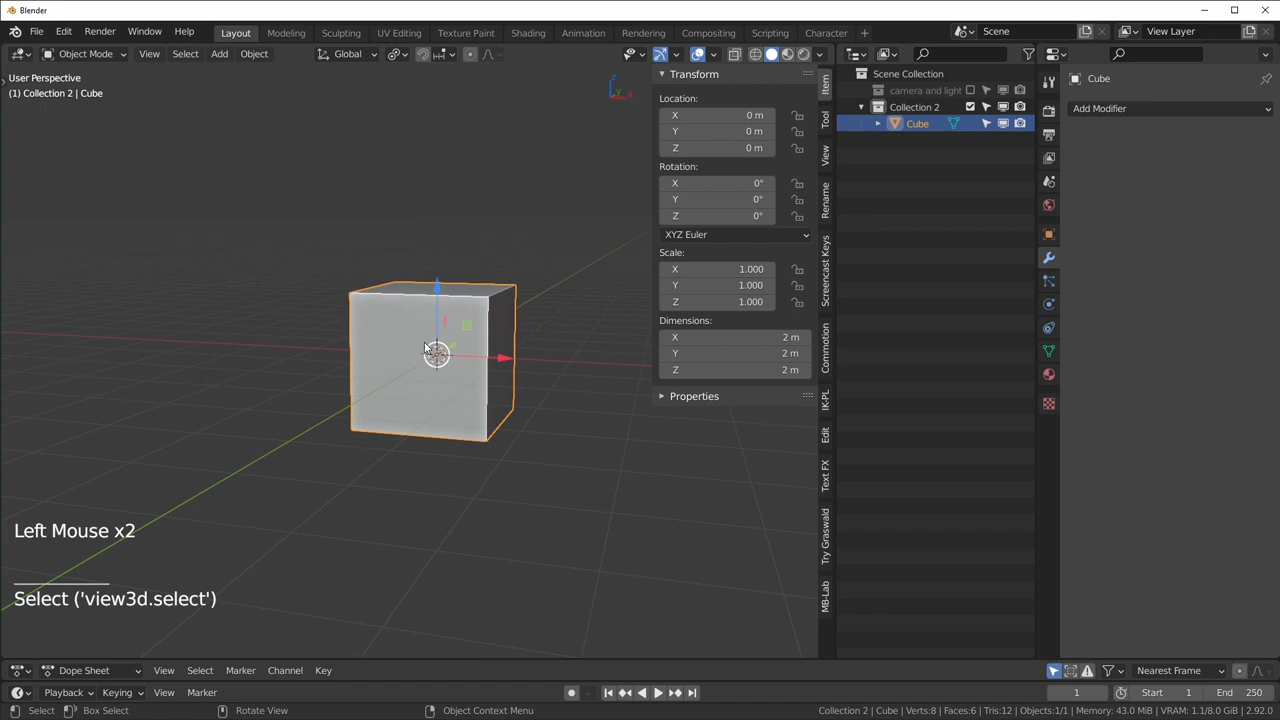 Blender
File Edit Render Window Help Layout Modeling Sculpting UV Editing Texture Paint Shading Animation Rendering Compositing Scripting Character + Scene View Layer
Object Mode View Select Add Object Global
User Perspective
(1) Collection 2 | Cube
Z
Y
X
Transform
Location:
X 0 m
Y 0 m
Z 0 m
Rotation:
X 0°
Y 0°
Z 0°
XYZ Euler
Scale:
X 1.000
Y 1.000
Z 1.000
Dimensions:
X 2 m
Y 2 m
Z 2 m
Properties
Item
Tool
View
Rename
Screencast Keys
Commotion
IK-PL
Edit
Text FX
Try Graswald
MB-Lab
Scene Collection
camera and light
Collection 2
Cube
Cube
Add Modifier
Left Mouse x2
Select ('view3d.select')
Dope Sheet View Select Marker Channel Key Nearest Frame
Playback Keying View Marker 1 Start 1 End 250
Select Box Select Rotate View Object Context Menu Collection 2 | Cube | Verts:8 | Faces:6 | Tris:12 | Objects:1/1 | Memory: 43.0 MiB | VRAM: 1.1/8.0 GiB | 2.92.0